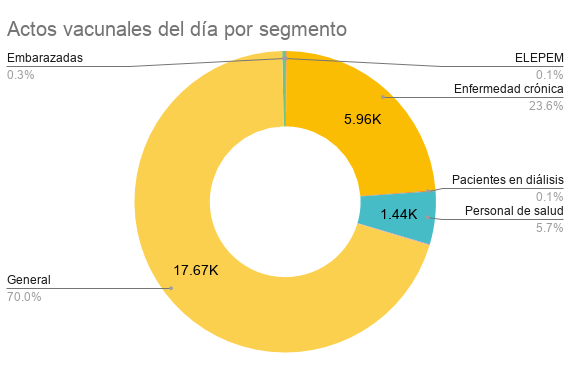 Actos vacunales del día por segmento
Embarazadas
0.3%
ELEPEM
0.1%
Enfermedad crónica
23.6%
5.96K
Pacientes en diálisis
0.1%
Personal de salud
5.7%
1.44K
17.67K
General
70.0%